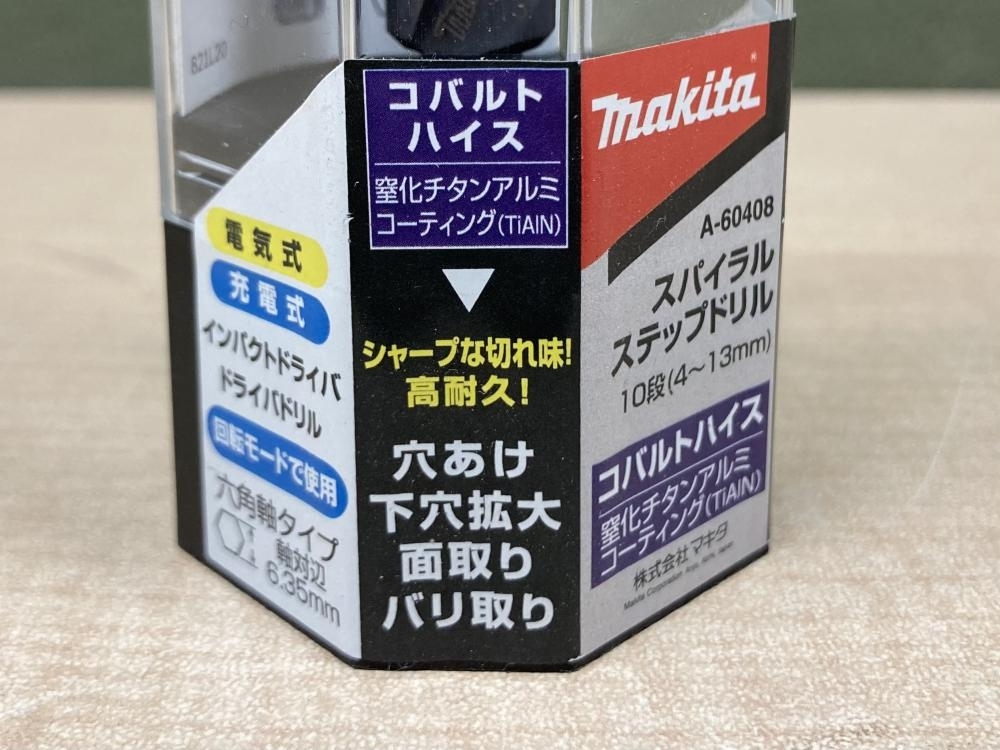 821L20
電気式
充電式
インパクトドライバ
ドライバドリル
回転モードで使用
六角軸タイプ
軸対辺
6.35mm
コバルト
ハイス
窒化チタンアルミ
コーティング(TiAlN)
シャープな切れ味!
高耐久!
穴あけ
下穴拡大
面取り
バリ取り
makita
A-60408
スパイラル
ステップドリル
10段(4～13mm)
コバルトハイス
窒化チタンアルミ
コーティング(TiAlN)
株式会社マキタ
Makita Corporation Anjo, Aichi, Japan